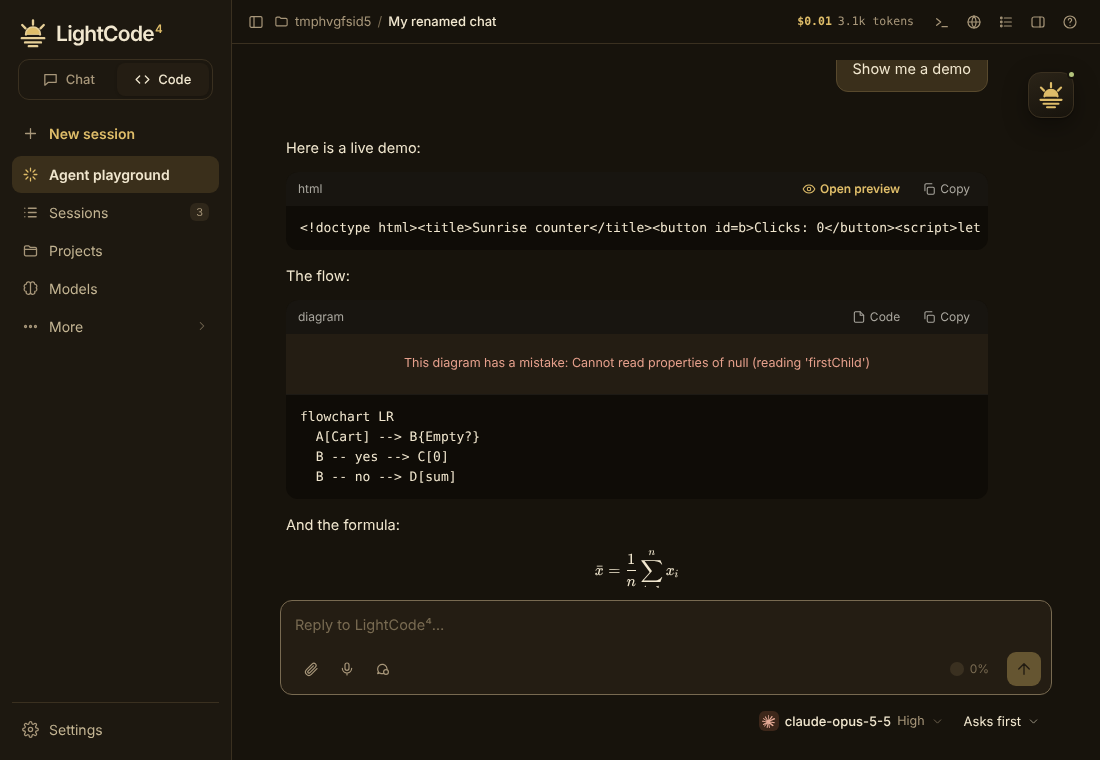 LightCode⁴
Chat
Code
New session
Agent playground
Sessions
3
Projects
Models
More
Settings
tmphvgfsid5 / My renamed chat
$0.01 3.1k tokens
Show me a demo
Here is a live demo:
html
Open preview
Copy
<!doctype html><title>Sunrise counter</title><button id=b>Clicks: 0</button><script>let
The flow:
diagram
Code
Copy
This diagram has a mistake: Cannot read properties of null (reading 'firstChild')
flowchart LR
  A[Cart] --> B{Empty?}
  B -- yes --> C[0]
  B -- no --> D[sum]
And the formula:
x̄ = 1/n ∑ⁿ xᵢ
Reply to LightCode⁴...
0%
claude-opus-5-5 High
Asks first